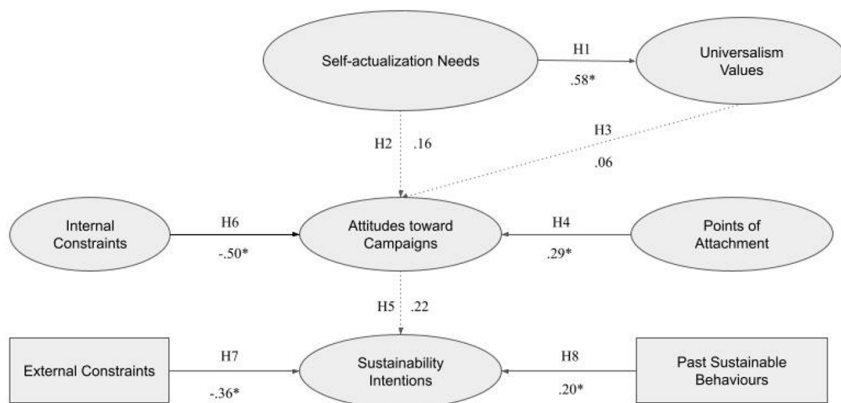 H1
Self-actualization Needs
Universalism
Values
.58*
H3
H2 .16
.06
Internal
Constraints
H6
-.50*
Attitudes toward
Campaigns
H4
.29*
Points of
Attachment
H5 .22
External Constraints
H7
-.36*
Sustainability
Intentions
H8
.20*
Past Sustainable
Behaviours